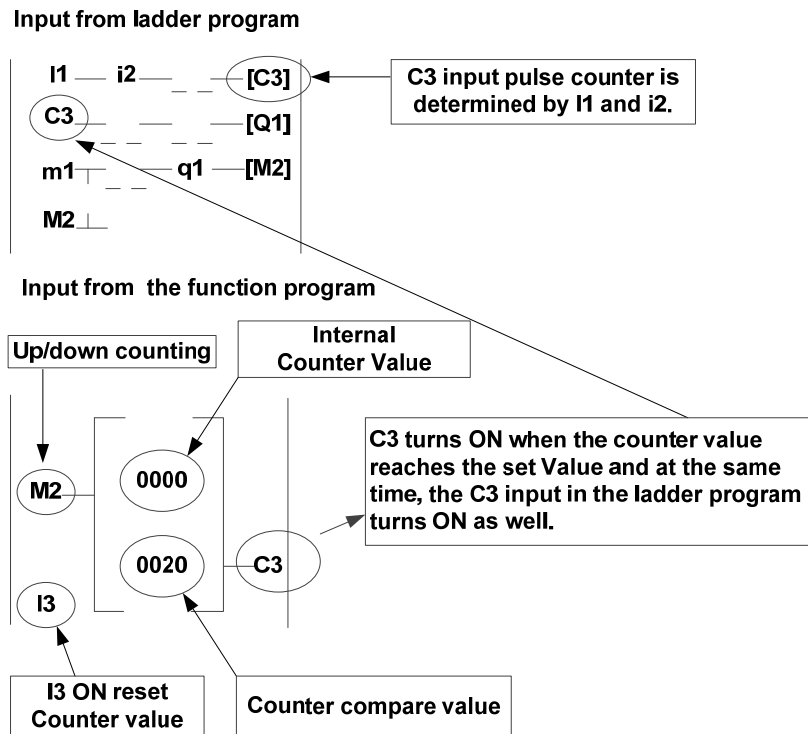 Input from ladder program
I1 i2 [C3]
C3 input pulse counter is
determined by I1 and i2.
C3 [Q1]
m1 q1 [M2]
M2
Input from the function program
Up/down counting
Internal
Counter Value
M2
0000
C3 turns ON when the counter value
reaches the set Value and at the same
time, the C3 input in the ladder program
turns ON as well.
0020
C3
I3
I3 ON reset
Counter value
Counter compare value